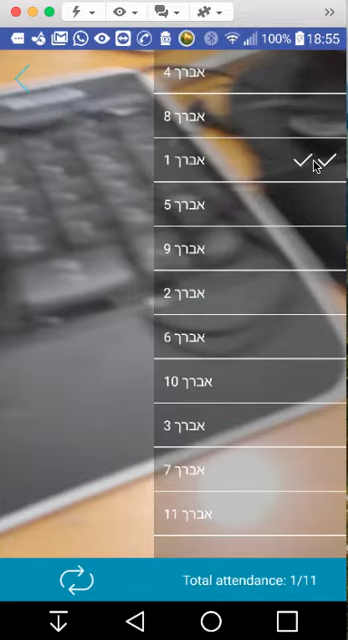 100% 18:55
אברך 4
אברך 8
אברך 1
אברך 5
אברך 9
אברך 2
אברך 6
אברך 10
אברך 3
אברך 7
אברך 11
Total attendance: 1/11